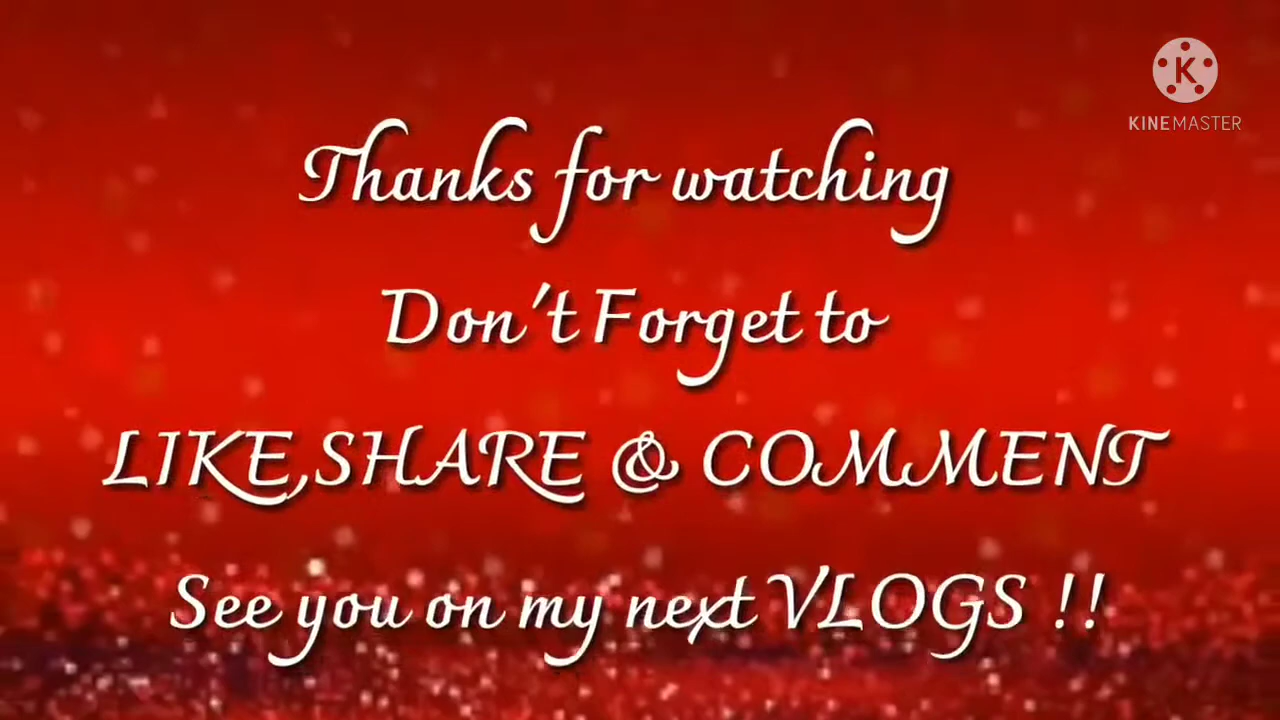 KINEMASTER
Thanks for watching
Don't Forget to
LIKE,SHARE & COMMENT
See you on my next VLOGS !!